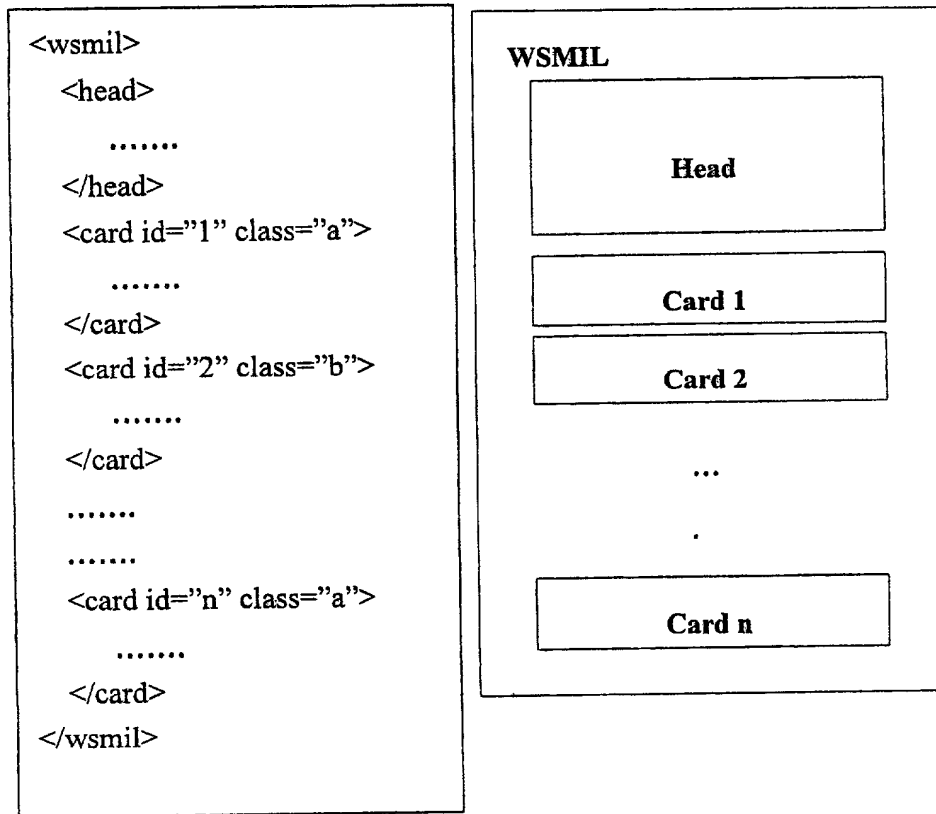 <wsmil>
<head>
.......
</head>
<card id=”1” class=”a”>
.......
</card>
<card id=”2” class=”b”>
.......
</card>
.......
.......
<card id=”n” class=”a”>
.......
</card>
</wsmil>
WSMIL
Head
Card 1
Card 2
...
.
Card n